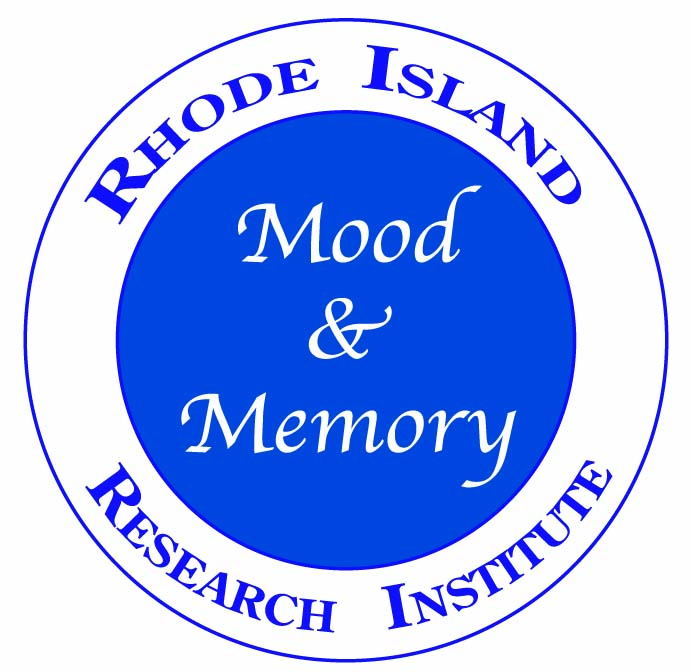 RHODE ISLAND
Mood
&
Memory
RESEARCH INSTITUTE